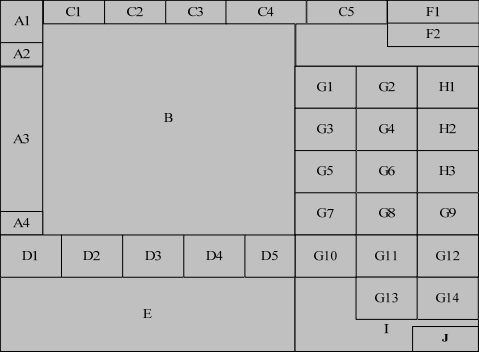 A1 C1 C2 C3 C4 C5 F1
F2
A2
G1 G2 H1
B
G3 G4 H2
A3
G5 G6 H3
G7 G8 G9
A4
D1 D2 D3 D4 D5 G10 G11 G12
G13 G14
E
I
J